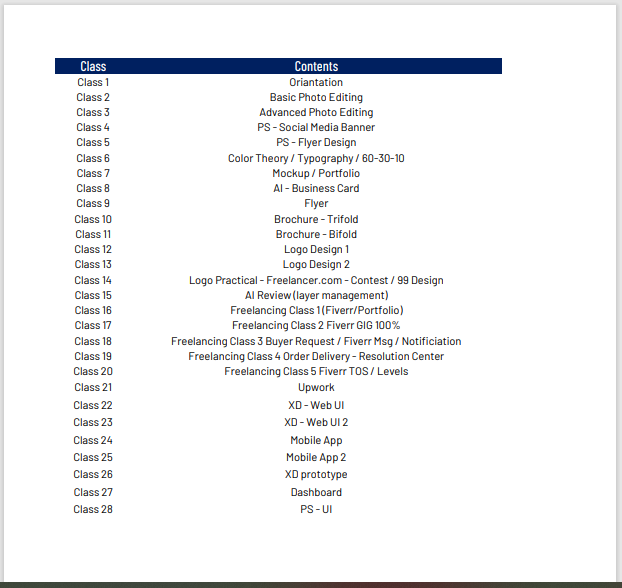 Class Contents
Class 1 Oriantation
Class 2 Basic Photo Editing
Class 3 Advanced Photo Editing
Class 4 PS - Social Media Banner
Class 5 PS - Flyer Design
Class 6 Color Theory / Typography / 60-30-10
Class 7 Mockup / Portfolio
Class 8 AI - Business Card
Class 9 Flyer
Class 10 Brochure - Trifold
Class 11 Brochure - Bifold
Class 12 Logo Design 1
Class 13 Logo Design 2
Class 14 Logo Practical - Freelancer.com - Contest / 99 Design
Class 15 AI Review (layer management)
Class 16 Freelancing Class 1 (Fiverr/Portfolio)
Class 17 Freelancing Class 2 Fiverr GIG 100%
Class 18 Freelancing Class 3 Buyer Request / Fiverr Msg / Notificiation
Class 19 Freelancing Class 4 Order Delivery - Resolution Center
Class 20 Freelancing Class 5 Fiverr TOS / Levels
Class 21 Upwork
Class 22 XD - Web UI
Class 23 XD - Web UI 2
Class 24 Mobile App
Class 25 Mobile App 2
Class 26 XD prototype
Class 27 Dashboard
Class 28 PS - UI